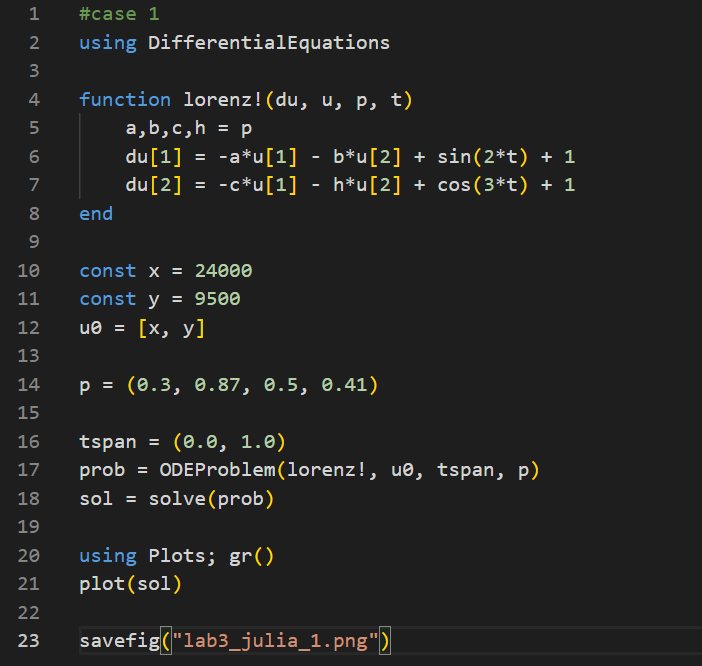 1 #case 1
2 using DifferentialEquations
3
4 function lorenz!(du, u, p, t)
5     a,b,c,h = p
6     du[1] = -a*u[1] - b*u[2] + sin(2*t) + 1
7     du[2] = -c*u[1] - h*u[2] + cos(3*t) + 1
8 end
9
10 const x = 24000
11 const y = 9500
12 u0 = [x, y]
13
14 p = (0.3, 0.87, 0.5, 0.41)
15
16 tspan = (0.0, 1.0)
17 prob = ODEProblem(lorenz!, u0, tspan, p)
18 sol = solve(prob)
19
20 using Plots; gr()
21 plot(sol)
22
23 savefig("lab3_julia_1.png")